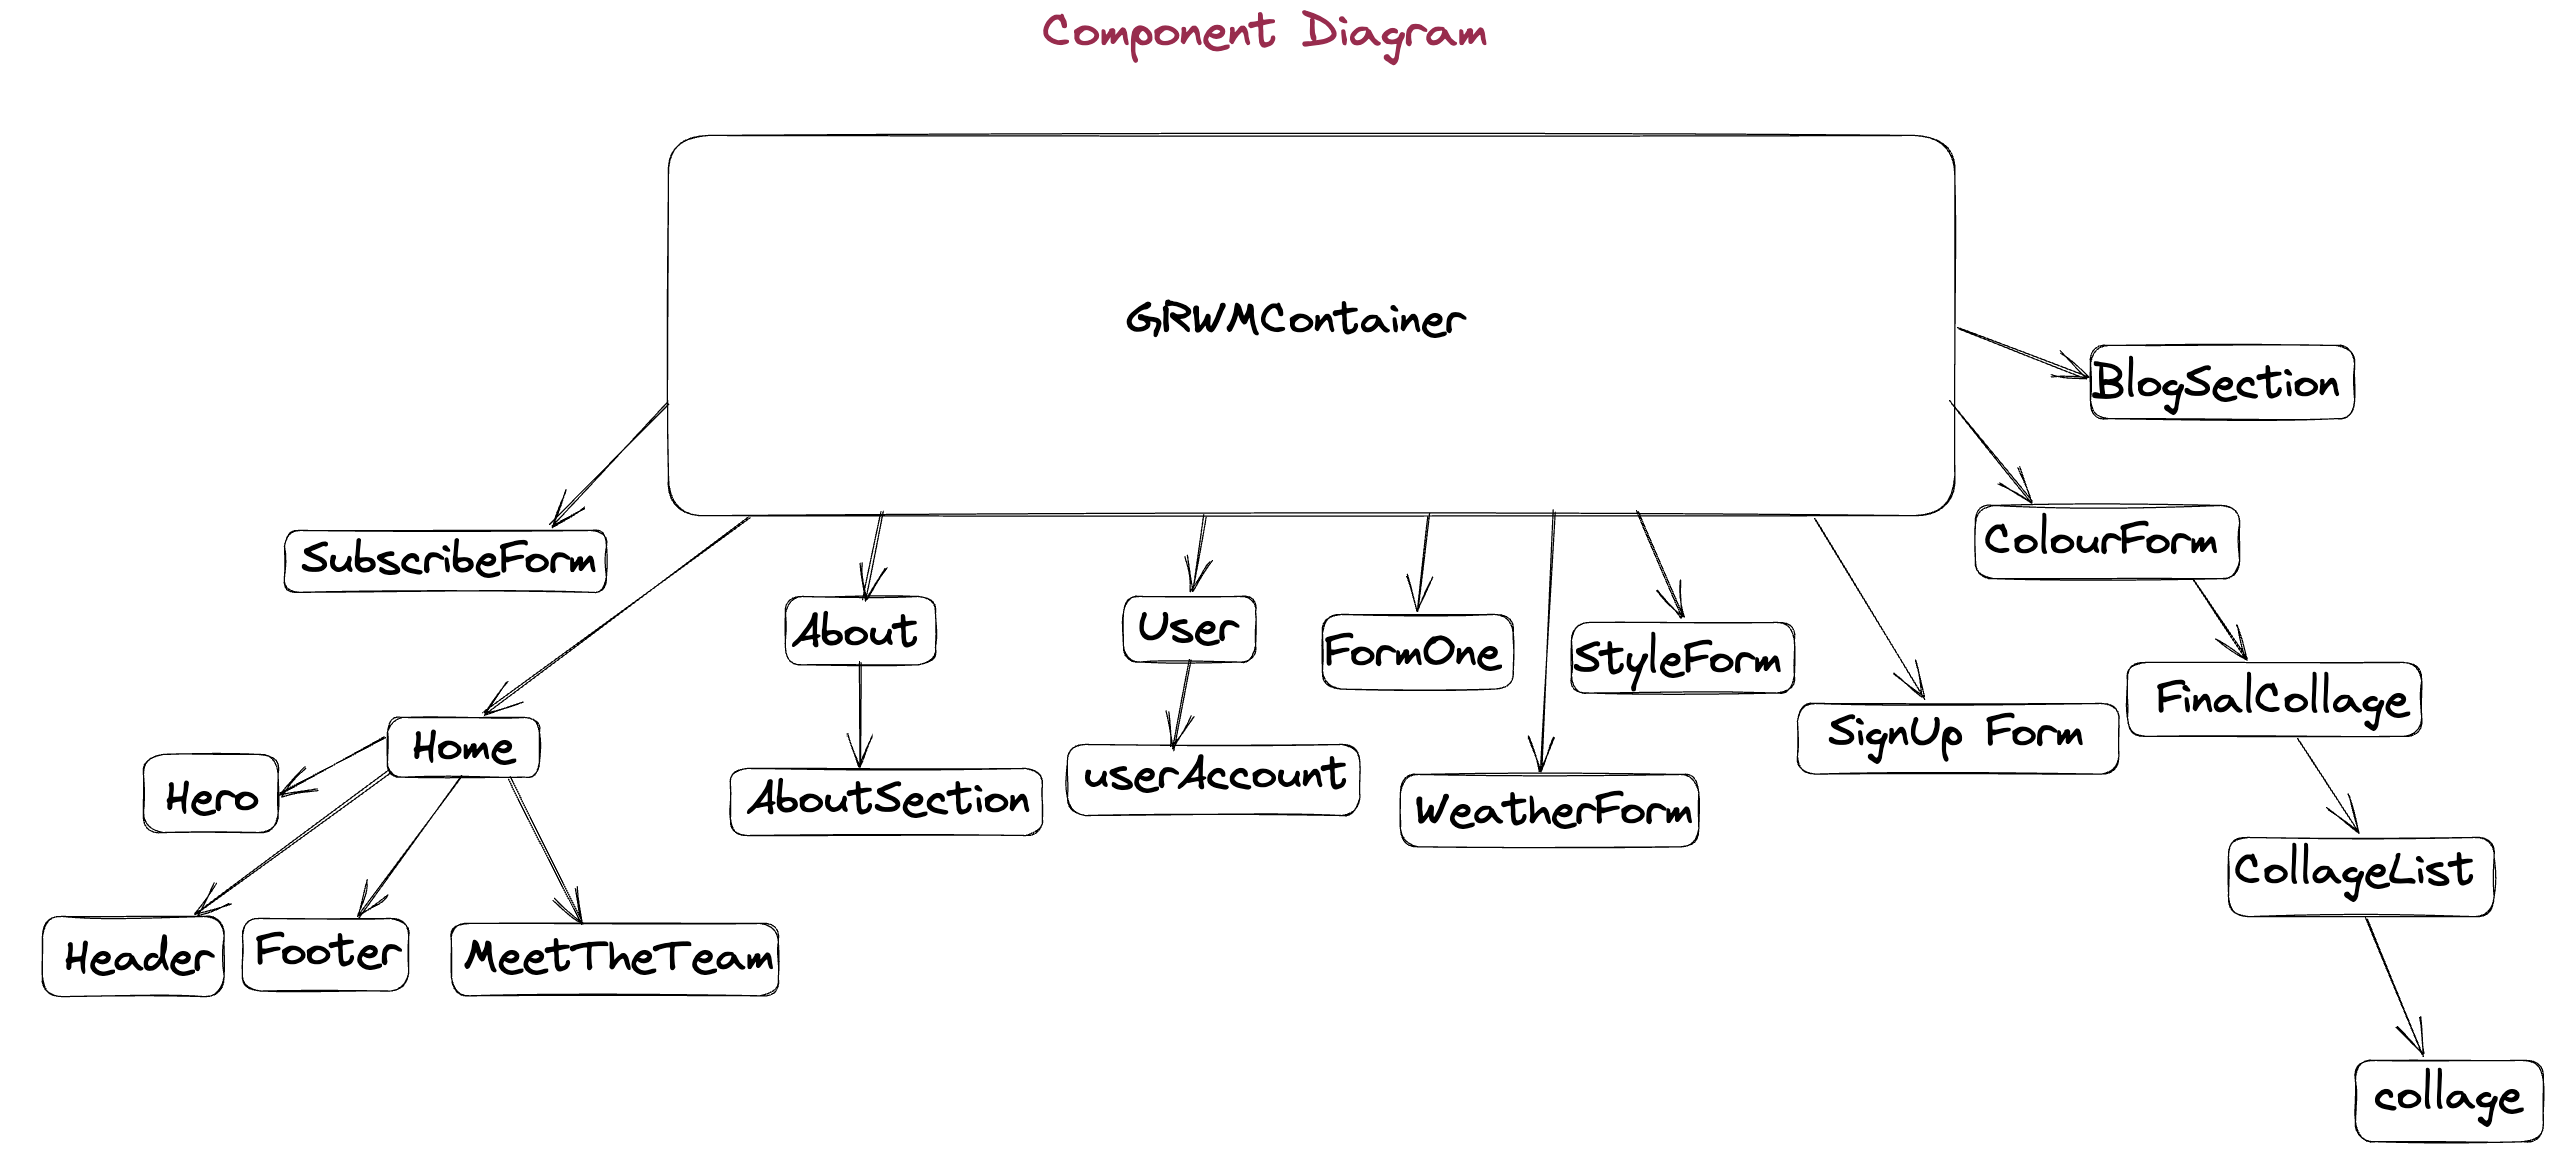 Component Diagram
GRWMContainer
BlogSection
SubscribeForm
ColourForm
About
User
FormOne
StyleForm
FinalCollage
Home
SignUp Form
Hero
AboutSection
userAccount
WeatherForm
CollageList
Header
Footer
MeetTheTeam
collage